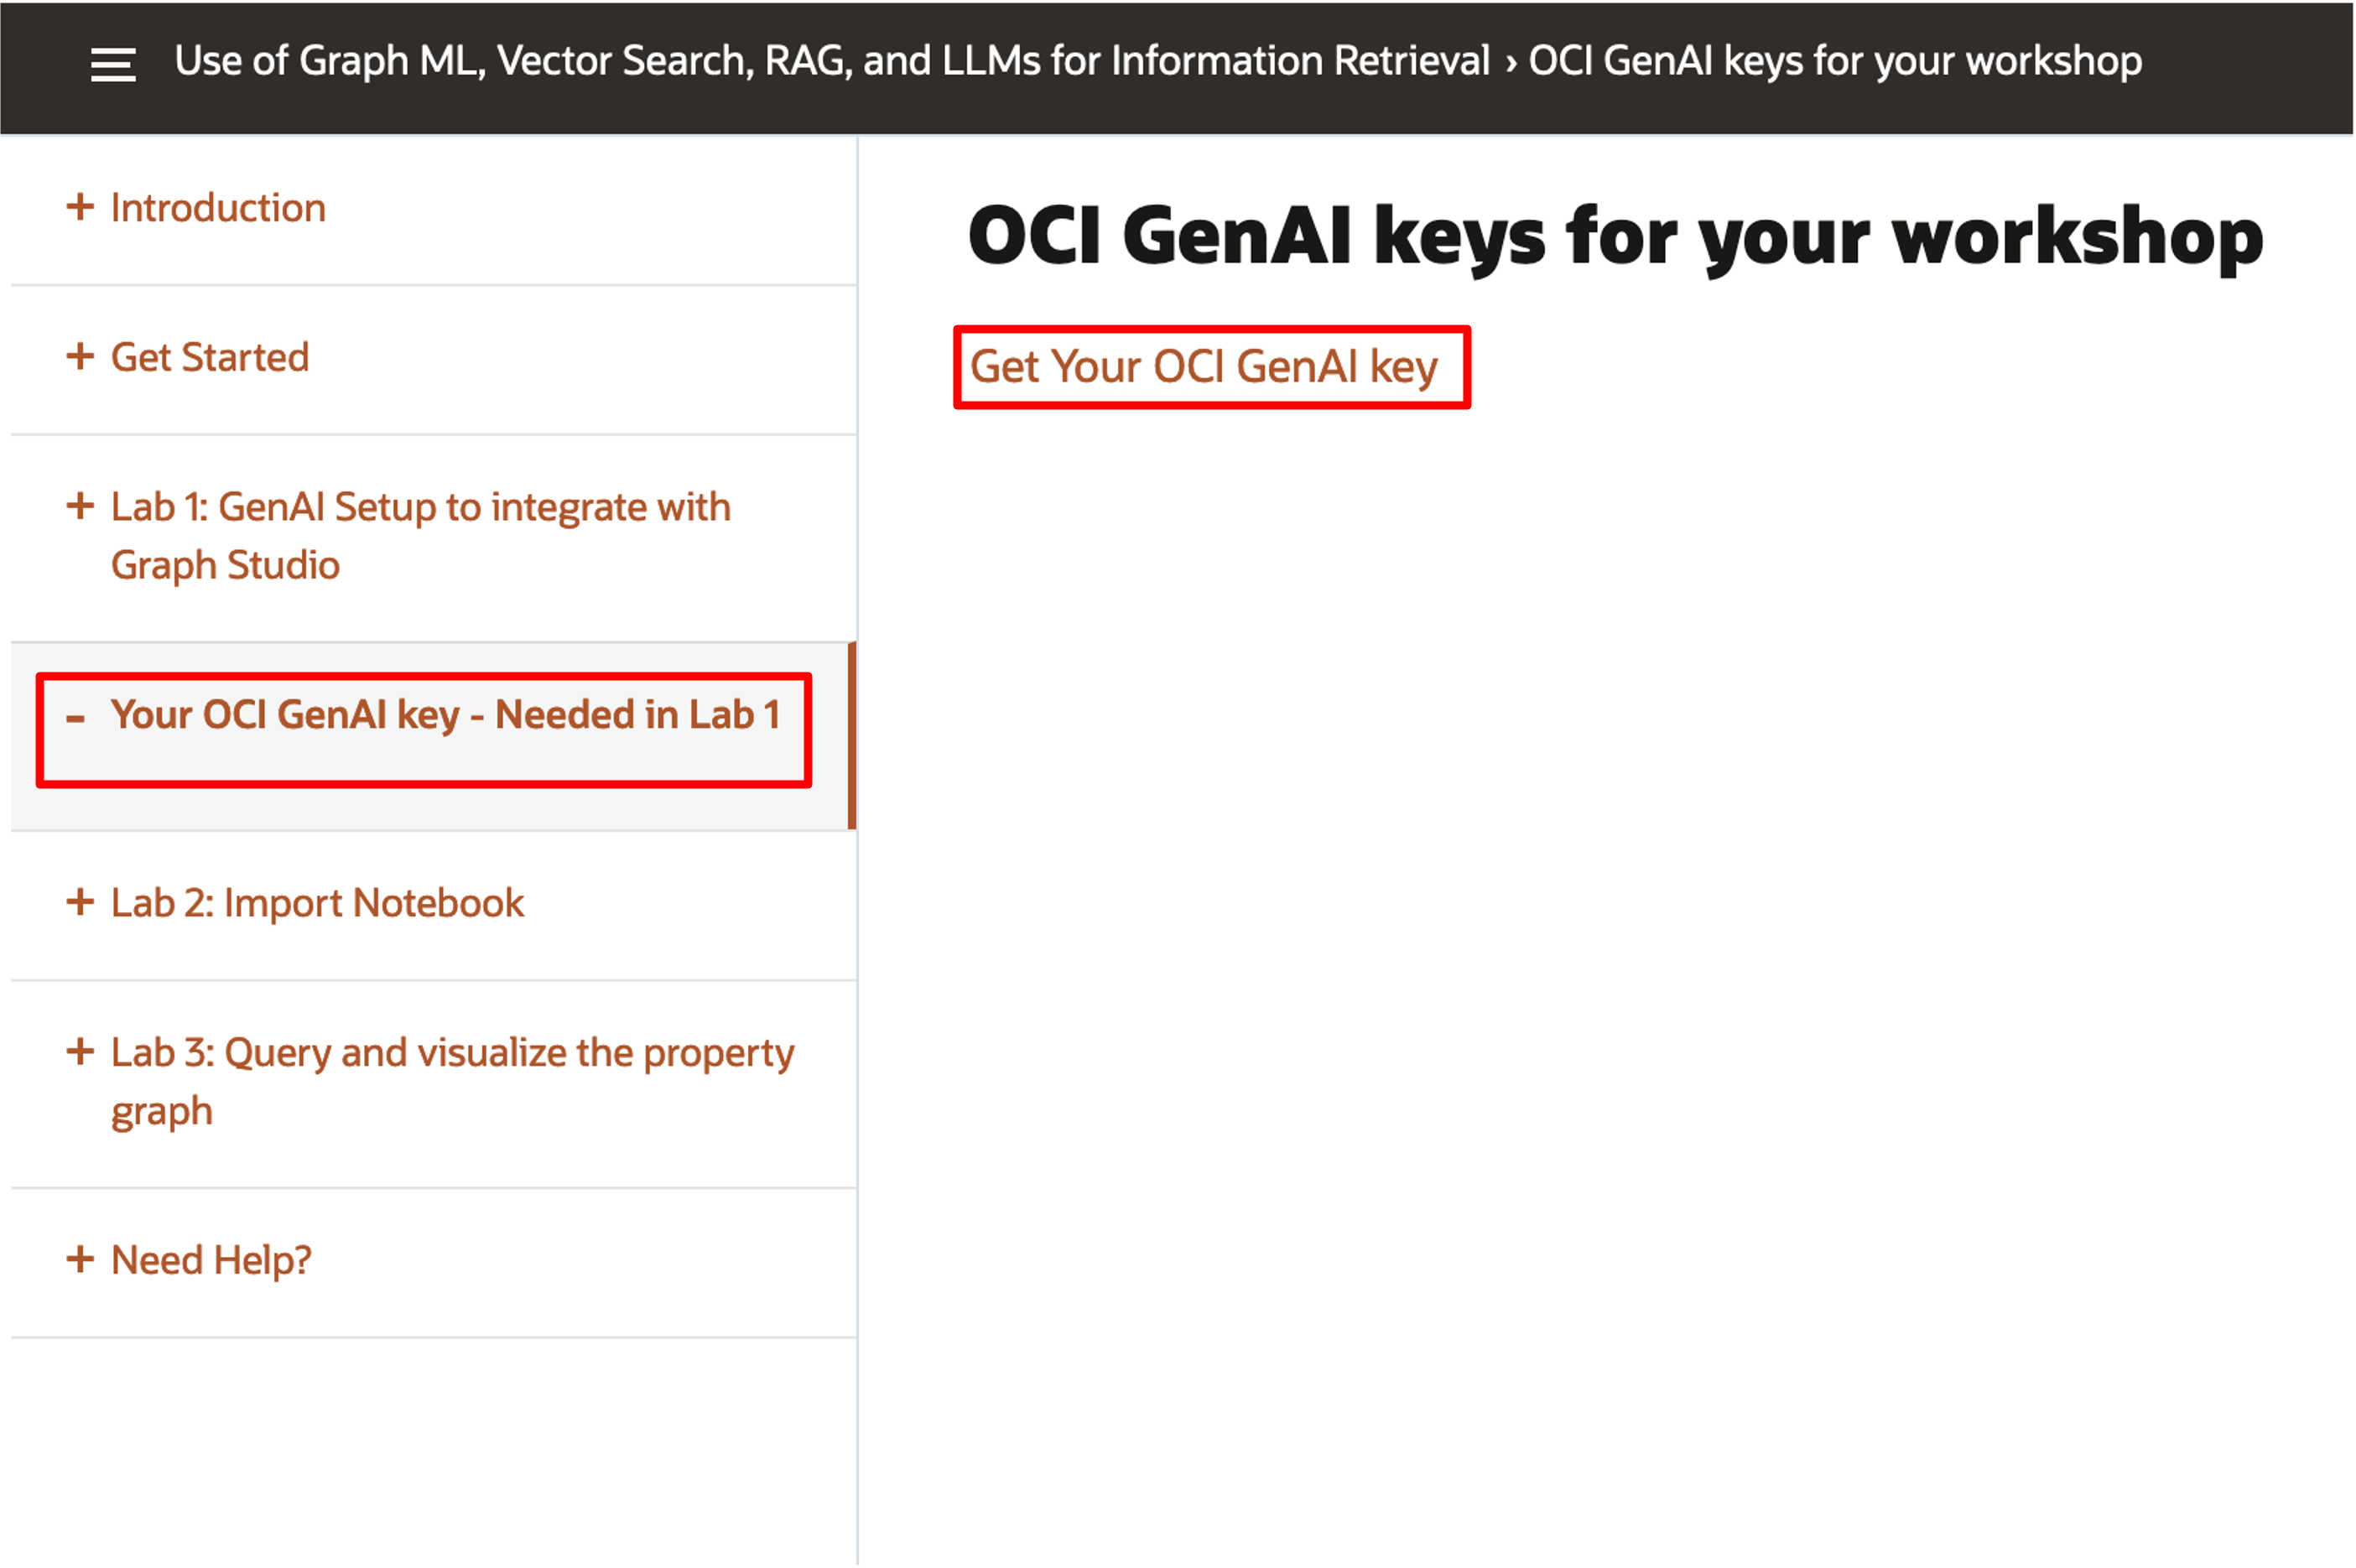 Use of Graph ML, Vector Search, RAG, and LLMs for Information Retrieval › OCI GenAI keys for your workshop
+ Introduction
+ Get Started
+ Lab 1: GenAI Setup to integrate with
Graph Studio
- Your OCI GenAI key - Needed in Lab 1
+ Lab 2: Import Notebook
+ Lab 3: Query and visualize the property
graph
+ Need Help?
OCI GenAI keys for your workshop
Get Your OCI GenAI key